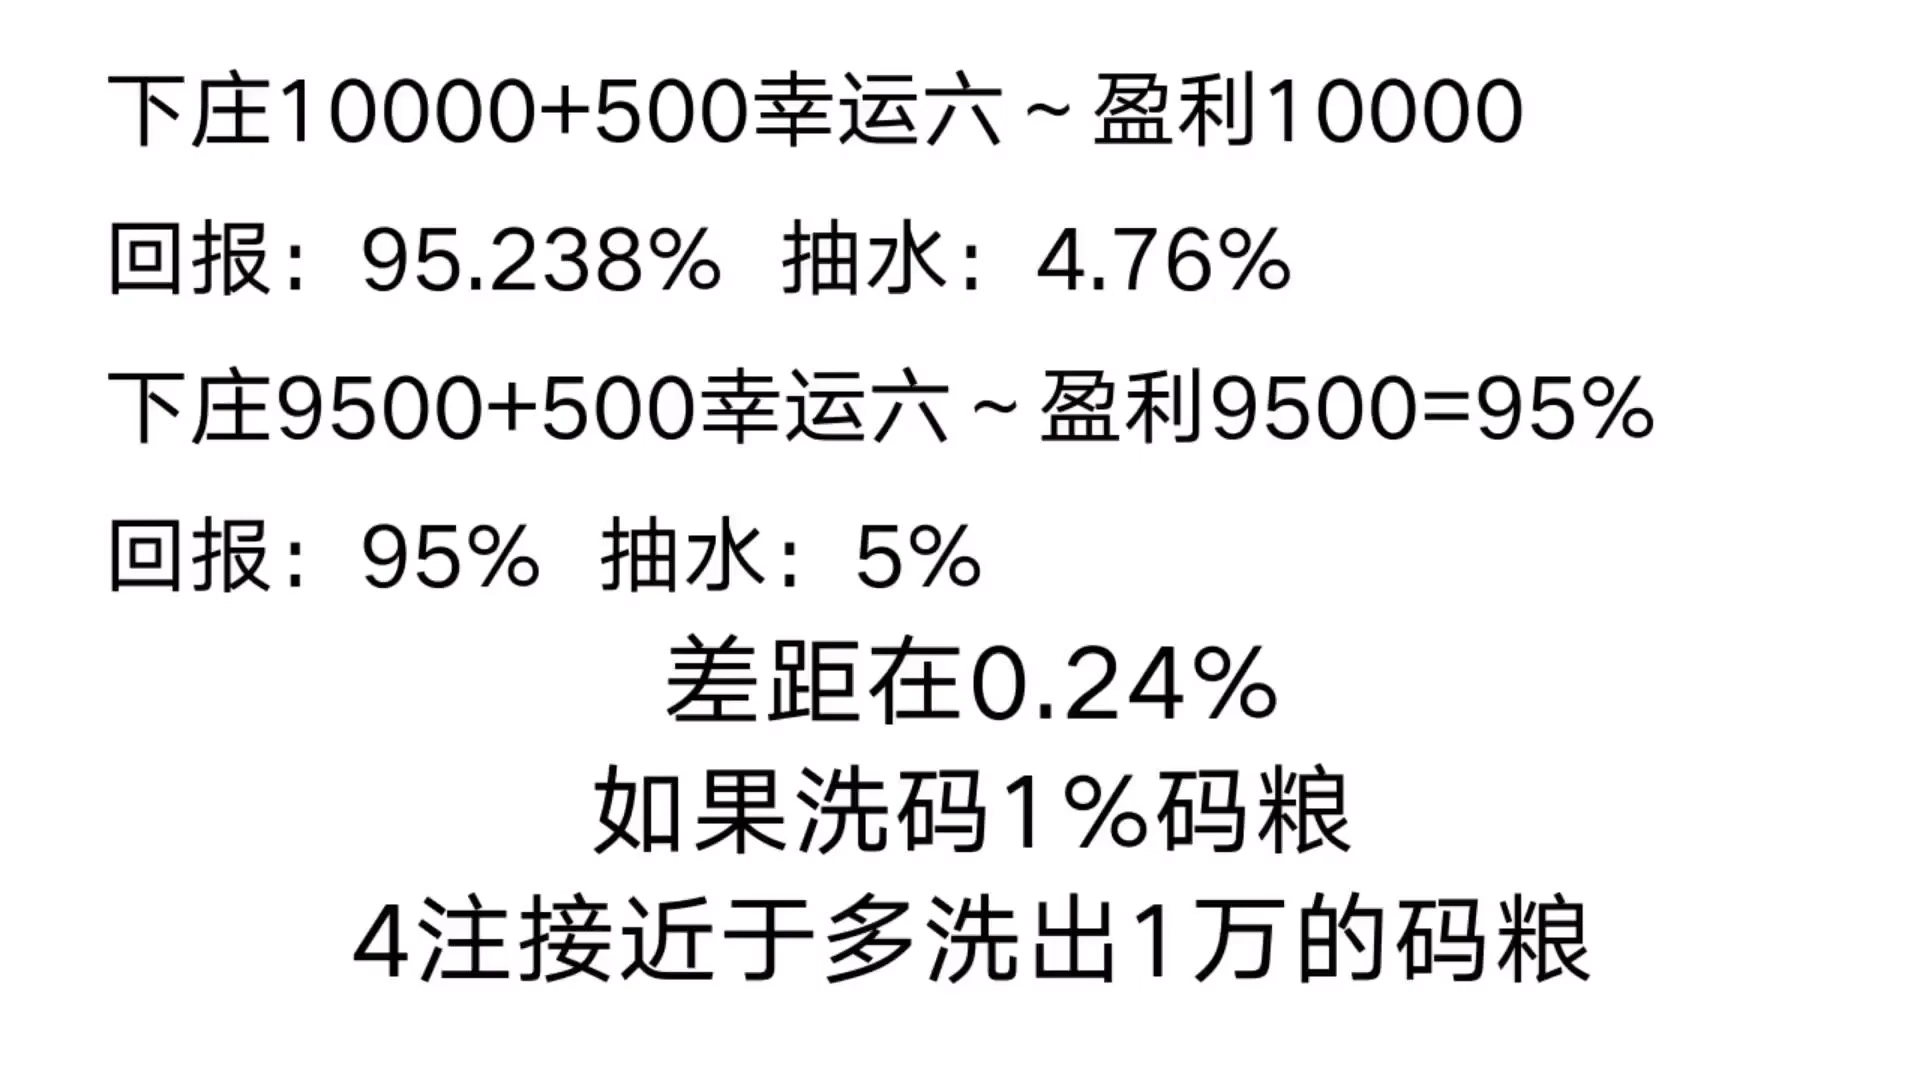 下庄10000+500幸运六～盈利10000
回报：95.238% 抽水：4.76%
下庄9500+500幸运六～盈利9500=95%
回报：95% 抽水：5%
差距在0.24%
如果洗码1%码粮
4注接近于多洗出1万的码粮